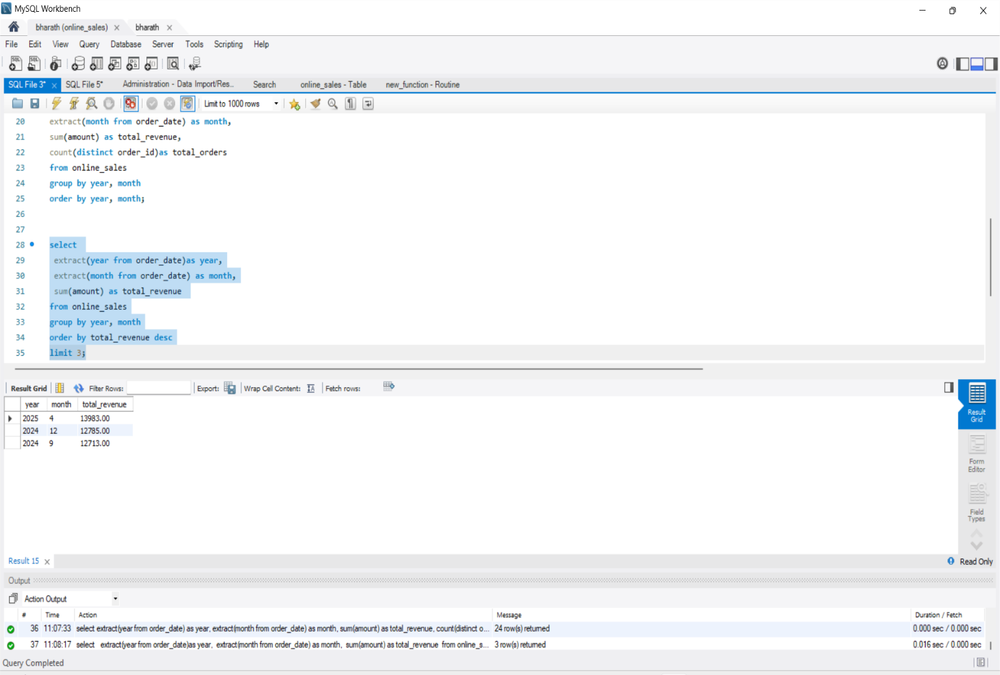 MySQL Workbench
bharath (online_sales) bharath
File Edit View Query Database Server Tools Scripting Help
SQL File 3* SQL File 5* Administration - Data Import/Res... Search online_sales - Table new_function - Routine
Limit to 1000 rows
20 extract(month from order_date) as month,
21 sum(amount) as total_revenue,
22 count(distinct order_id)as total_orders
23 from online_sales
24 group by year, month
25 order by year, month;
26
27
28 select
29 extract(year from order_date)as year,
30 extract(month from order_date) as month,
31 sum(amount) as total_revenue
32 from online_sales
33 group by year, month
34 order by total_revenue desc
35 limit 3;
Result Grid Filter Rows: Export: Wrap Cell Content: Fetch rows:
year month total_revenue
2025 4 13983.00
2024 12 12785.00
2024 9 12713.00
Result Grid
Form Editor
Field Types
Result 15 Read Only
Output
Action Output
# Time Action Message Duration / Fetch
36 11:07:33 select extract(year from order_date) as year, extract(month from order_date) as month, sum(amount) as total_revenue, count(distinct o... 24 row(s) returned 0.000 sec / 0.000 sec
37 11:08:17 select extract(year from order_date)as year, extract(month from order_date) as month, sum(amount) as total_revenue from online_s... 3 row(s) returned 0.016 sec / 0.000 sec
Query Completed